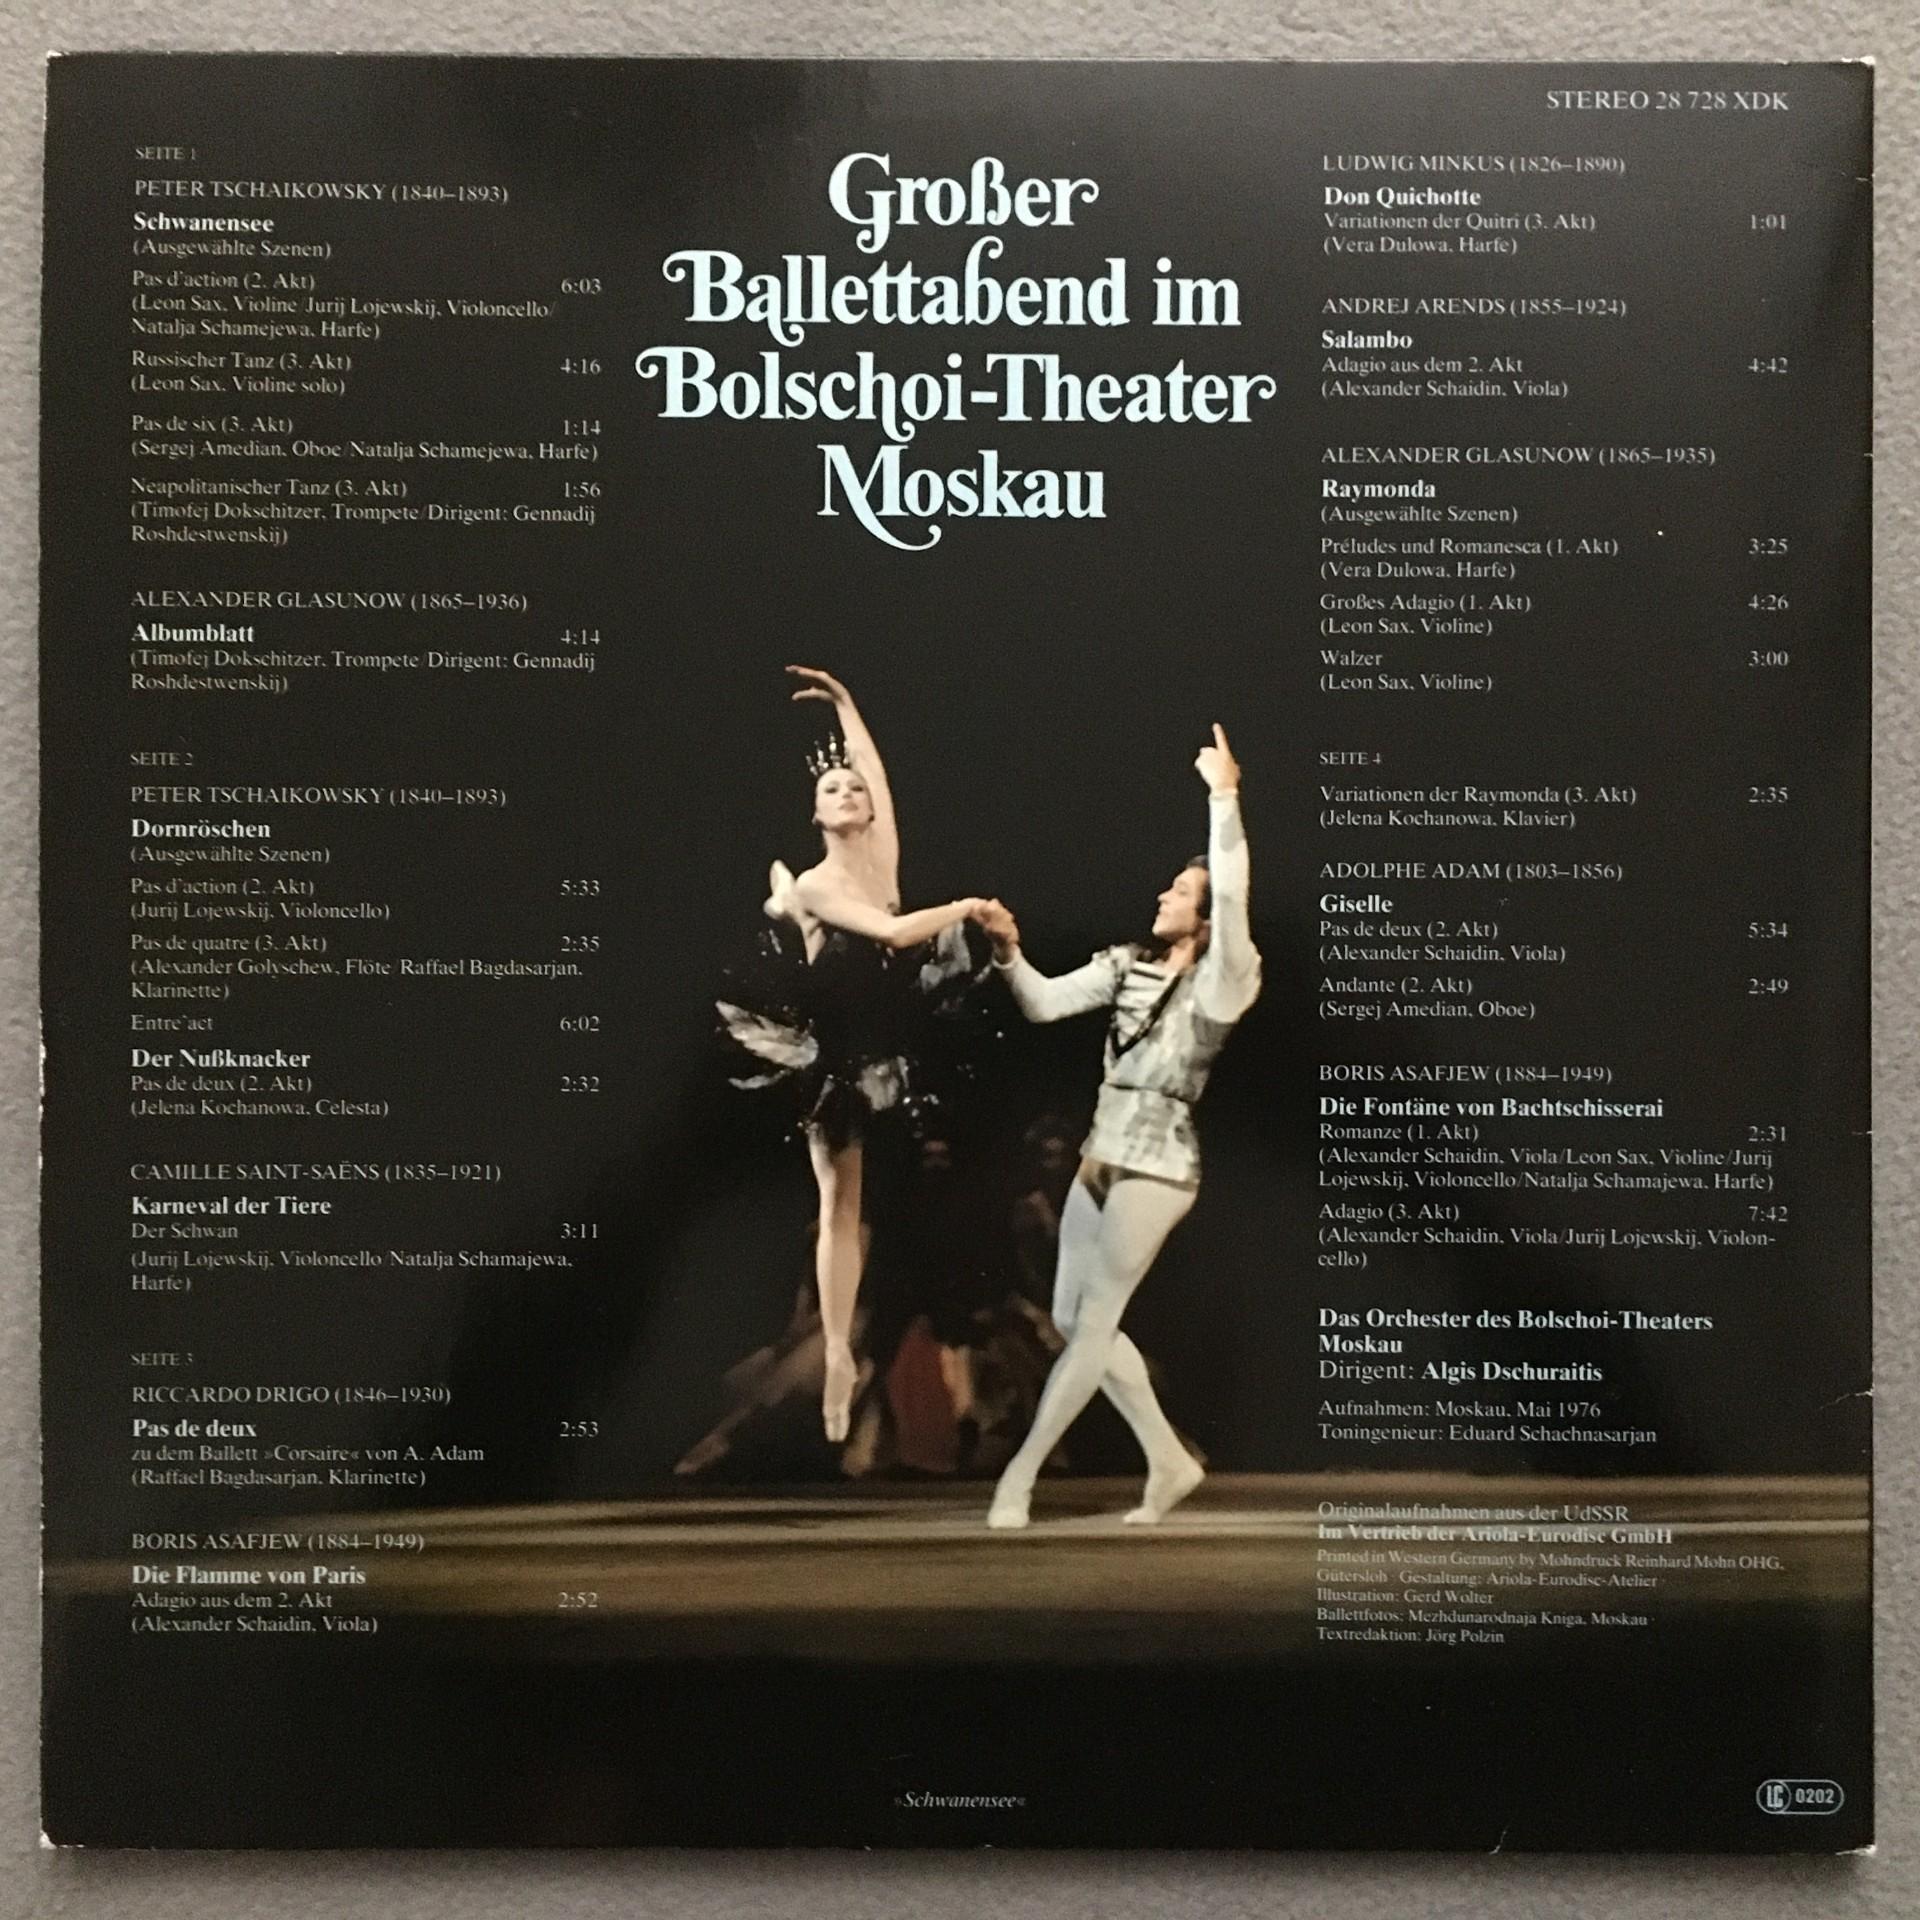 STEREO 28 728 XDK
Großer
Ballettabend im
Bolschoi-Theater
Moskau
SEITE 1
PETER TSCHAIKOWSKY (1840–1893)
Schwanensee
(Ausgewählte Szenen)
Pas d'action (2. Akt) 6:03
(Leon Sax, Violine/Jurij Lojewskij, Violoncello/
Natalja Schamejewa, Harfe)
Russischer Tanz (3. Akt) 4:16
(Leon Sax, Violine solo)
Pas de six (3. Akt) 1:14
(Sergej Amedian, Oboe/Natalja Schamejewa, Harfe)
Neapolitanischer Tanz (3. Akt) 1:56
(Timofej Dokschitzer, Trompete/Dirigent: Gennadij
Roshdestwenskij)
ALEXANDER GLASUNOW (1865–1936)
Albumblatt 4:14
(Timofej Dokschitzer, Trompete/Dirigent: Gennadij
Roshdestwenskij)
SEITE 2
PETER TSCHAIKOWSKY (1840–1893)
Dornröschen
(Ausgewählte Szenen)
Pas d'action (2. Akt) 5:33
(Jurij Lojewskij, Violoncello)
Pas de quatre (3. Akt) 2:35
(Alexander Golyschew, Flöte/Raffael Bagdasarjan,
Klarinette)
Entre'act 6:02
Der Nußknacker
Pas de deux (2. Akt) 2:32
(Jelena Kochanowa, Celesta)
CAMILLE SAINT-SAËNS (1835–1921)
Karneval der Tiere
Der Schwan 3:11
(Jurij Lojewskij, Violoncello/Natalja Schamajewa,
Harfe)
SEITE 3
RICCARDO DRIGO (1846–1930)
Pas de deux 2:53
zu dem Ballett »Corsaire« von A. Adam
(Raffael Bagdasarjan, Klarinette)
BORIS ASAFJEW (1884–1949)
Die Flamme von Paris
Adagio aus dem 2. Akt 2:52
(Alexander Schaidin, Viola)
LUDWIG MINKUS (1826–1890)
Don Quichotte
Variationen der Quitri (3. Akt) 1:01
(Vera Dulowa, Harfe)
ANDREJ ARENDS (1855–1924)
Salambo
Adagio aus dem 2. Akt 4:42
(Alexander Schaidin, Viola)
ALEXANDER GLASUNOW (1865–1935)
Raymonda
(Ausgewählte Szenen)
Préludes und Romanesca (1. Akt) 3:25
(Vera Dulowa, Harfe)
Großes Adagio (1. Akt) 4:26
(Leon Sax, Violine)
Walzer 3:00
(Leon Sax, Violine)
SEITE 4
Variationen der Raymonda (3. Akt) 2:35
(Jelena Kochanowa, Klavier)
ADOLPHE ADAM (1803–1856)
Giselle
Pas de deux (2. Akt) 5:34
(Alexander Schaidin, Viola)
Andante (2. Akt) 2:49
(Sergej Amedian, Oboe)
BORIS ASAFJEW (1884–1949)
Die Fontäne von Bachtschisserai
Romanze (1. Akt) 2:31
(Alexander Schaidin, Viola/Leon Sax, Violine/Jurij
Lojewskij, Violoncello/Natalja Schamajewa, Harfe)
Adagio (3. Akt) 7:42
(Alexander Schaidin, Viola/Jurij Lojewskij, Violon-
cello)
Das Orchester des Bolschoi-Theaters
Moskau
Dirigent: Algis Dschuraitis
Aufnahmen: Moskau, Mai 1976
Toningenieur: Eduard Schachnasarjan
Originalaufnahmen aus der UdSSR
Im Vertrieb der Ariola-Eurodisc GmbH
Printed in Western Germany by Mohndruck Reinhard Mohn OHG,
Gütersloh · Gestaltung: Ariola-Eurodisc-Atelier ·
Illustration: Gerd Wolter
Ballettfotos: Mezhdunarodnaja Kniga, Moskau ·
Textredaktion: Jörg Polzin
»Schwanensee«
LC 0202